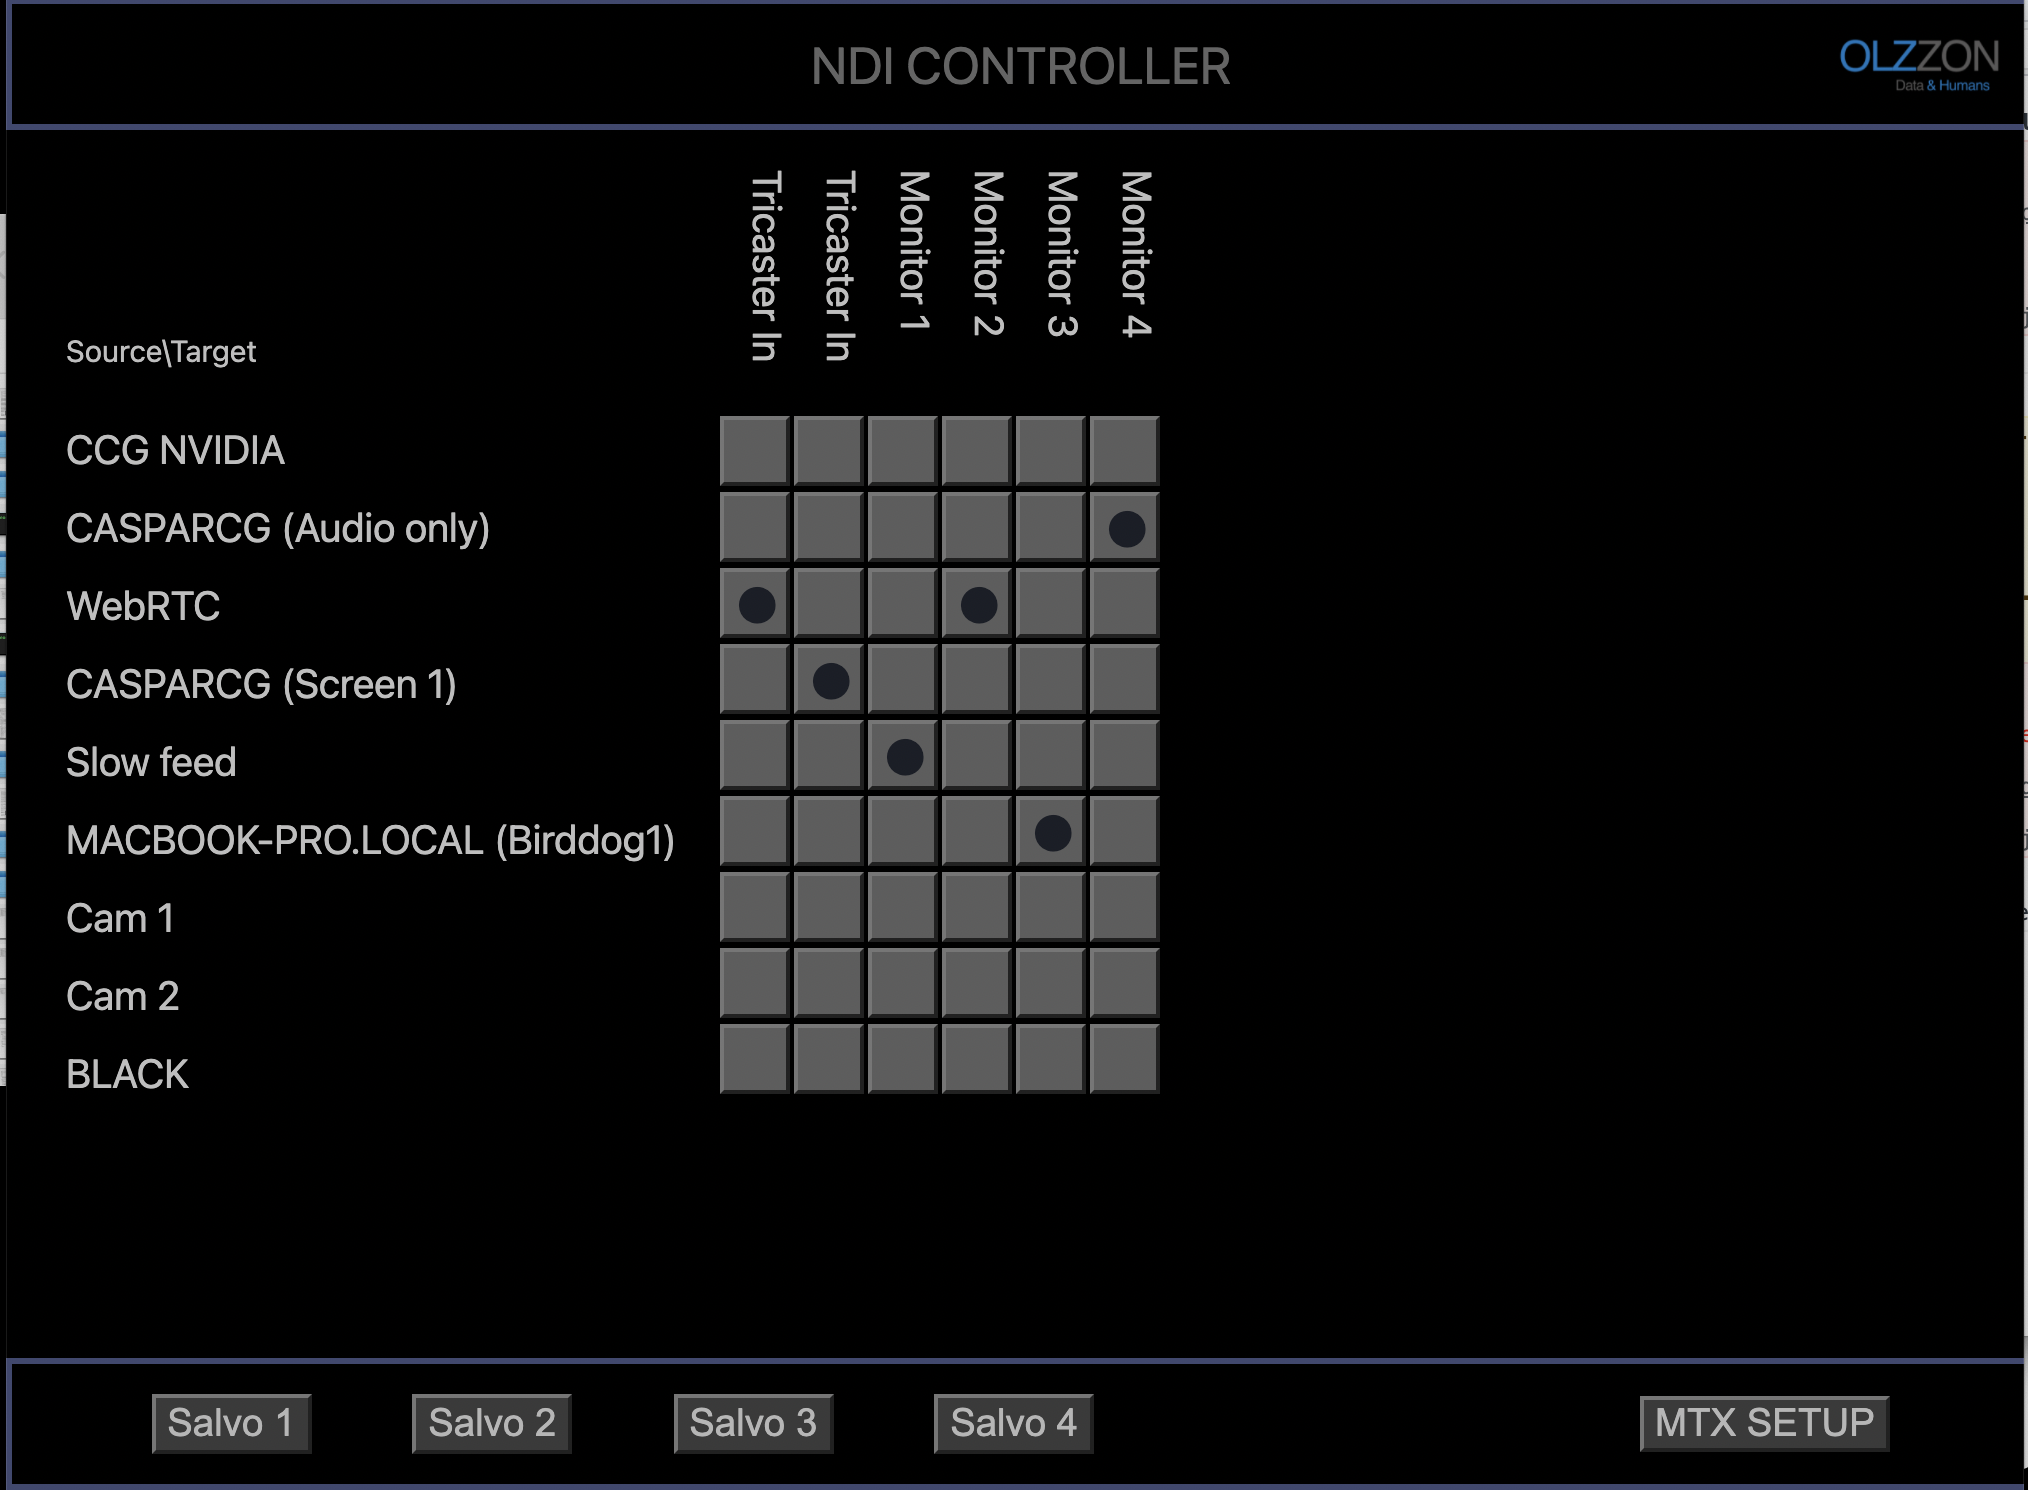 NDI CONTROLLER
OLZZON
Data & Humans
Tricaster In
Tricaster In
Monitor 1
Monitor 2
Monitor 3
Monitor 4
Source\Target
CCG NVIDIA
CASPARCG (Audio only)
WebRTC
CASPARCG (Screen 1)
Slow feed
MACBOOK-PRO.LOCAL (Birddog1)
Cam 1
Cam 2
BLACK
Salvo 1
Salvo 2
Salvo 3
Salvo 4
MTX SETUP